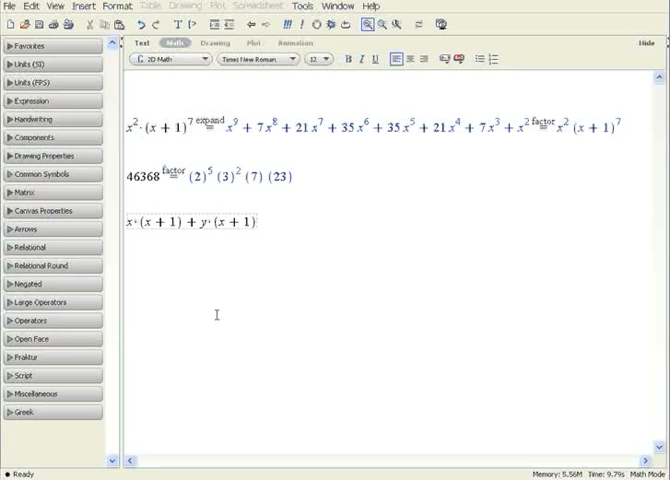 File Edit View Insert Format Table Drawing Plot Spreadsheet Tools Window Help
Text Math Drawing Plot Animation Hide
2D Math Times New Roman 12 B I U
Favorites
Units (SI)
Units (FPS)
Expression
Handwriting
Components
Drawing Properties
Common Symbols
Matrix
Canvas Properties
Arrows
Relational
Relational Round
Negated
Large Operators
Operators
Open Face
Fraktur
Script
Miscellaneous
Greek
x²·(x + 1)⁷ expand = x⁹ + 7x⁸ + 21x⁷ + 35x⁶ + 35x⁵ + 21x⁴ + 7x³ + x² factor = x² (x + 1)⁷
46368 factor = (2)⁵ (3)² (7) (23)
x·(x + 1) + y·(x + 1)
Ready Memory: 5.56M Time: 9.79s Math Mode